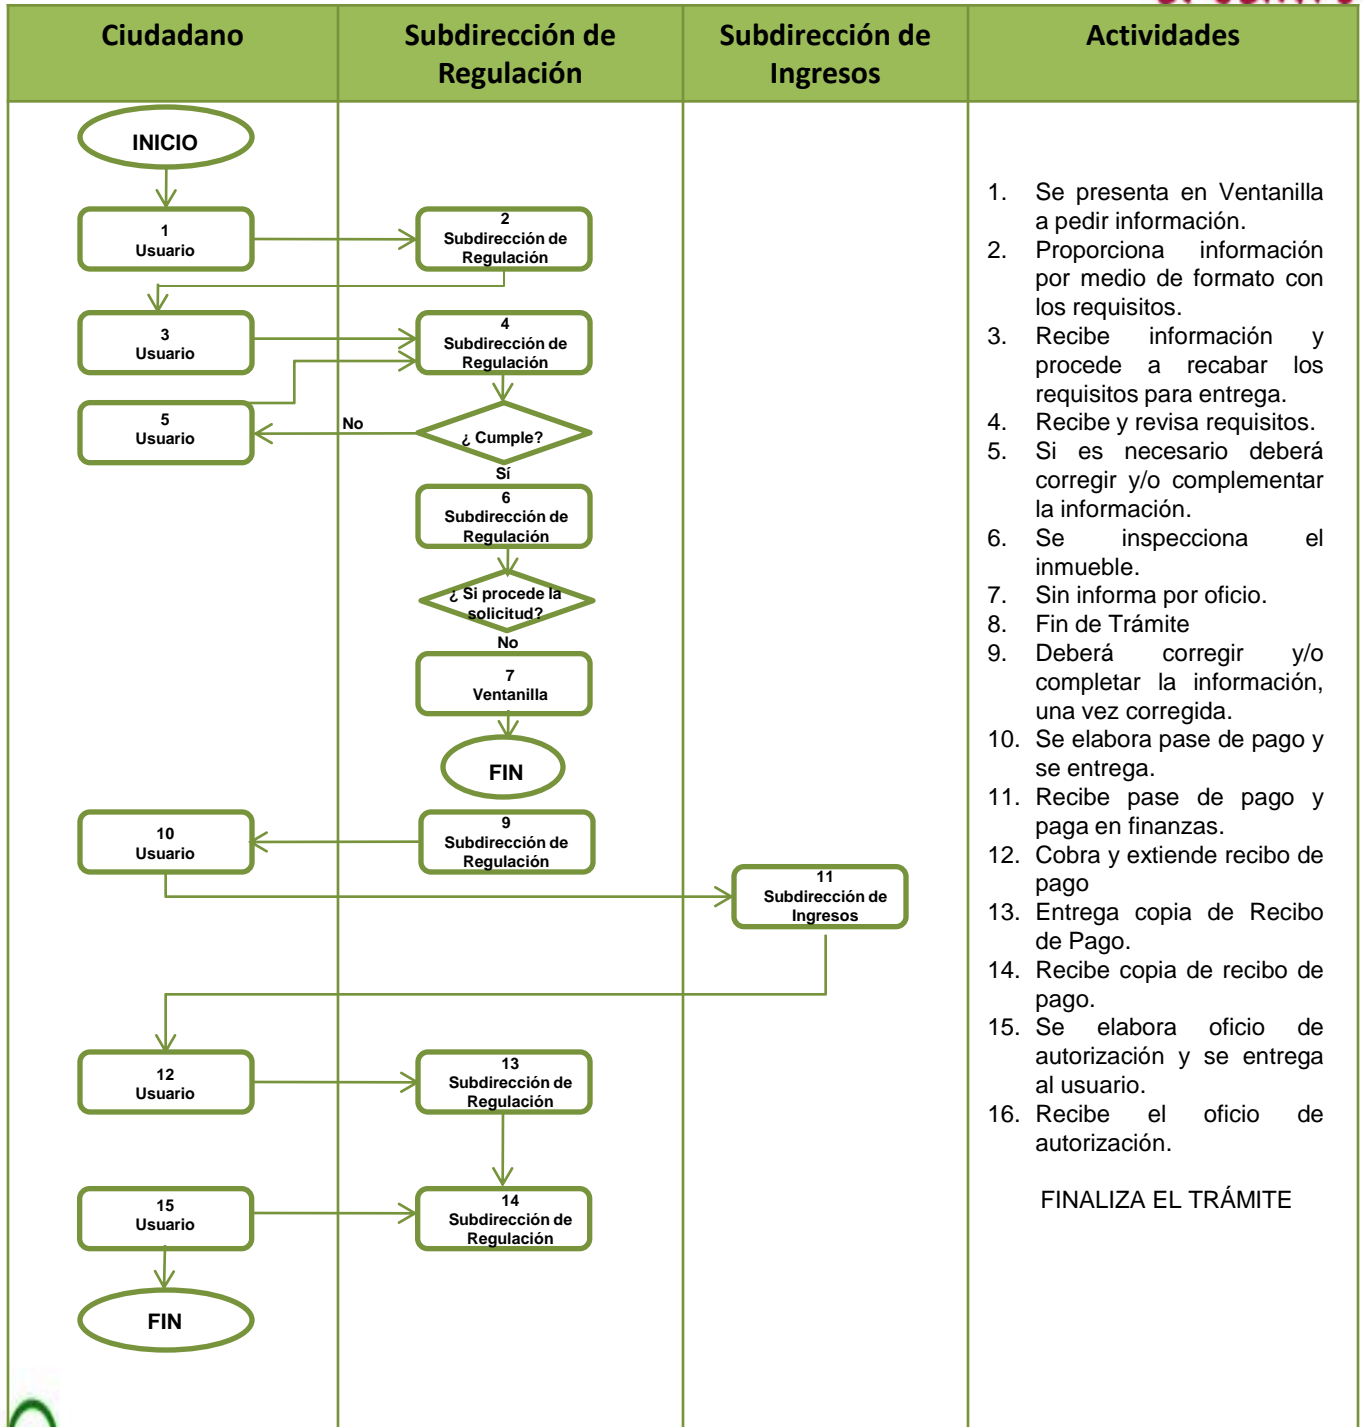 Ciudadano
Subdirección de
Regulación
Subdirección de
Ingresos
Actividades
INICIO
1
Usuario
2
Subdirección de
Regulación
3
Usuario
4
Subdirección de
Regulación
5
Usuario
No
¿ Cumple?
Sí
6
Subdirección de
Regulación
¿ Si procede la
solicitud?
No
7
Ventanilla
FIN
10
Usuario
9
Subdirección de
Regulación
11
Subdirección de
Ingresos
12
Usuario
13
Subdirección de
Regulación
15
Usuario
14
Subdirección de
Regulación
FIN
1. Se presenta en Ventanilla
a pedir información.
2. Proporciona información
por medio de formato con
los requisitos.
3. Recibe información y
procede a recabar los
requisitos para entrega.
4. Recibe y revisa requisitos.
5. Si es necesario deberá
corregir y/o complementar
la información.
6. Se inspecciona el
inmueble.
7. Sin informa por oficio.
8. Fin de Trámite
9. Deberá corregir y/o
completar la información,
una vez corregida.
10. Se elabora pase de pago y
se entrega.
11. Recibe pase de pago y
paga en finanzas.
12. Cobra y extiende recibo de
pago
13. Entrega copia de Recibo
de Pago.
14. Recibe copia de recibo de
pago.
15. Se elabora oficio de
autorización y se entrega
al usuario.
16. Recibe el oficio de
autorización.
FINALIZA EL TRÁMITE